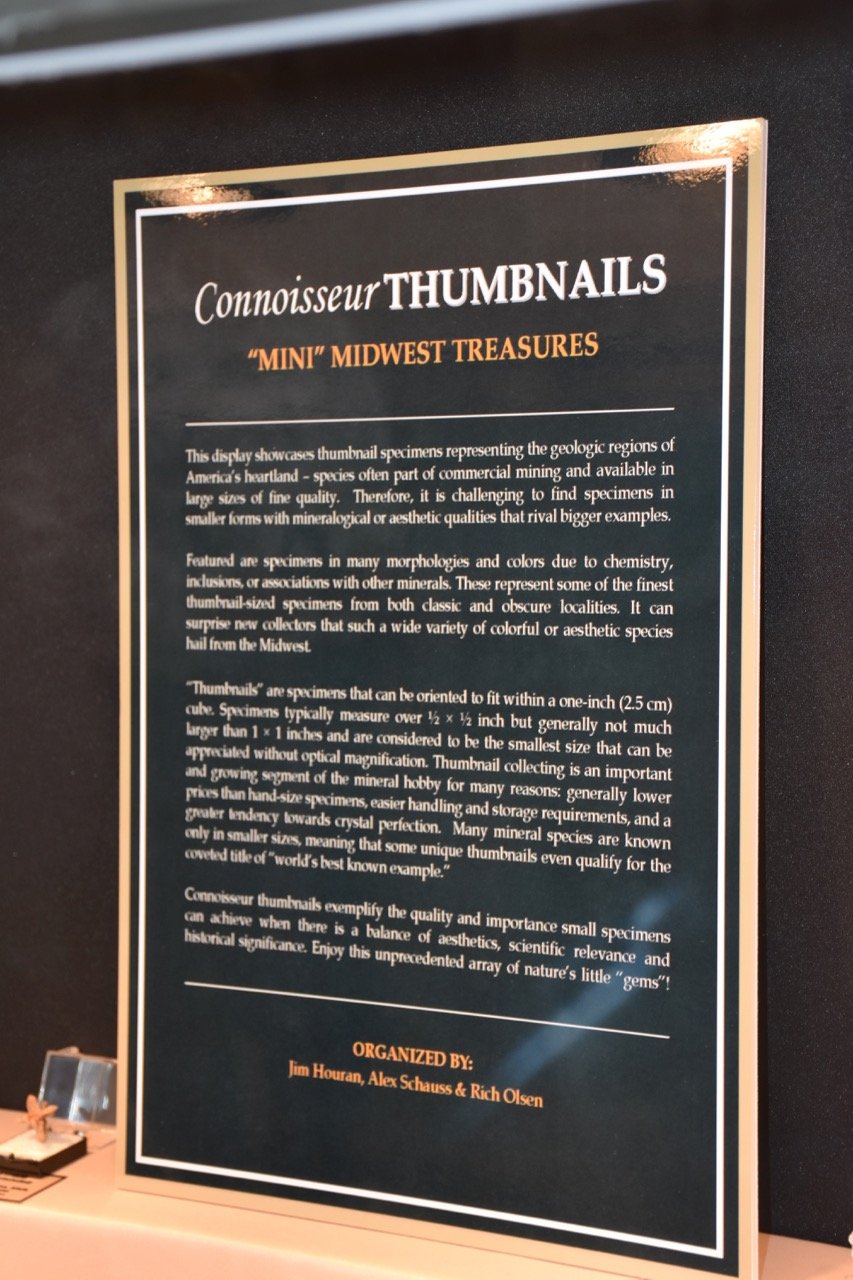 Connoisseur THUMBNAILS
“MINI” MIDWEST TREASURES
This display showcases thumbnail specimens representing the geologic regions of
America's heartland – species often part of commercial mining and available in
large sizes of fine quality. Therefore, it is challenging to find specimens in
smaller forms with mineralogical or aesthetic qualities that rival bigger examples.
Featured are specimens in many morphologies and colors due to chemistry,
inclusions, or associations with other minerals. These represent some of the finest
thumbnail-sized specimens from both classic and obscure localities. It can
surprise new collectors that such a wide variety of colorful or aesthetic species
hail from the Midwest.
“Thumbnails” are specimens that can be oriented to fit within a one-inch (2.5 cm)
cube. Specimens typically measure over ½ × ½ inch but generally not much
larger than 1 × 1 inches and are considered to be the smallest size that can be
appreciated without optical magnification. Thumbnail collecting is an important
and growing segment of the mineral hobby for many reasons: generally lower
prices than hand-size specimens, easier handling and storage requirements, and a
greater tendency towards crystal perfection. Many mineral species are known
only in smaller sizes, meaning that some unique thumbnails even qualify for the
coveted title of “world's best known example.”
Connoisseur thumbnails exemplify the quality and importance small specimens
can achieve when there is a balance of aesthetics, scientific relevance and
historical significance. Enjoy this unprecedented array of nature's little “gems”!
ORGANIZED BY:
Jim Houran, Alex Schauss & Rich Olsen